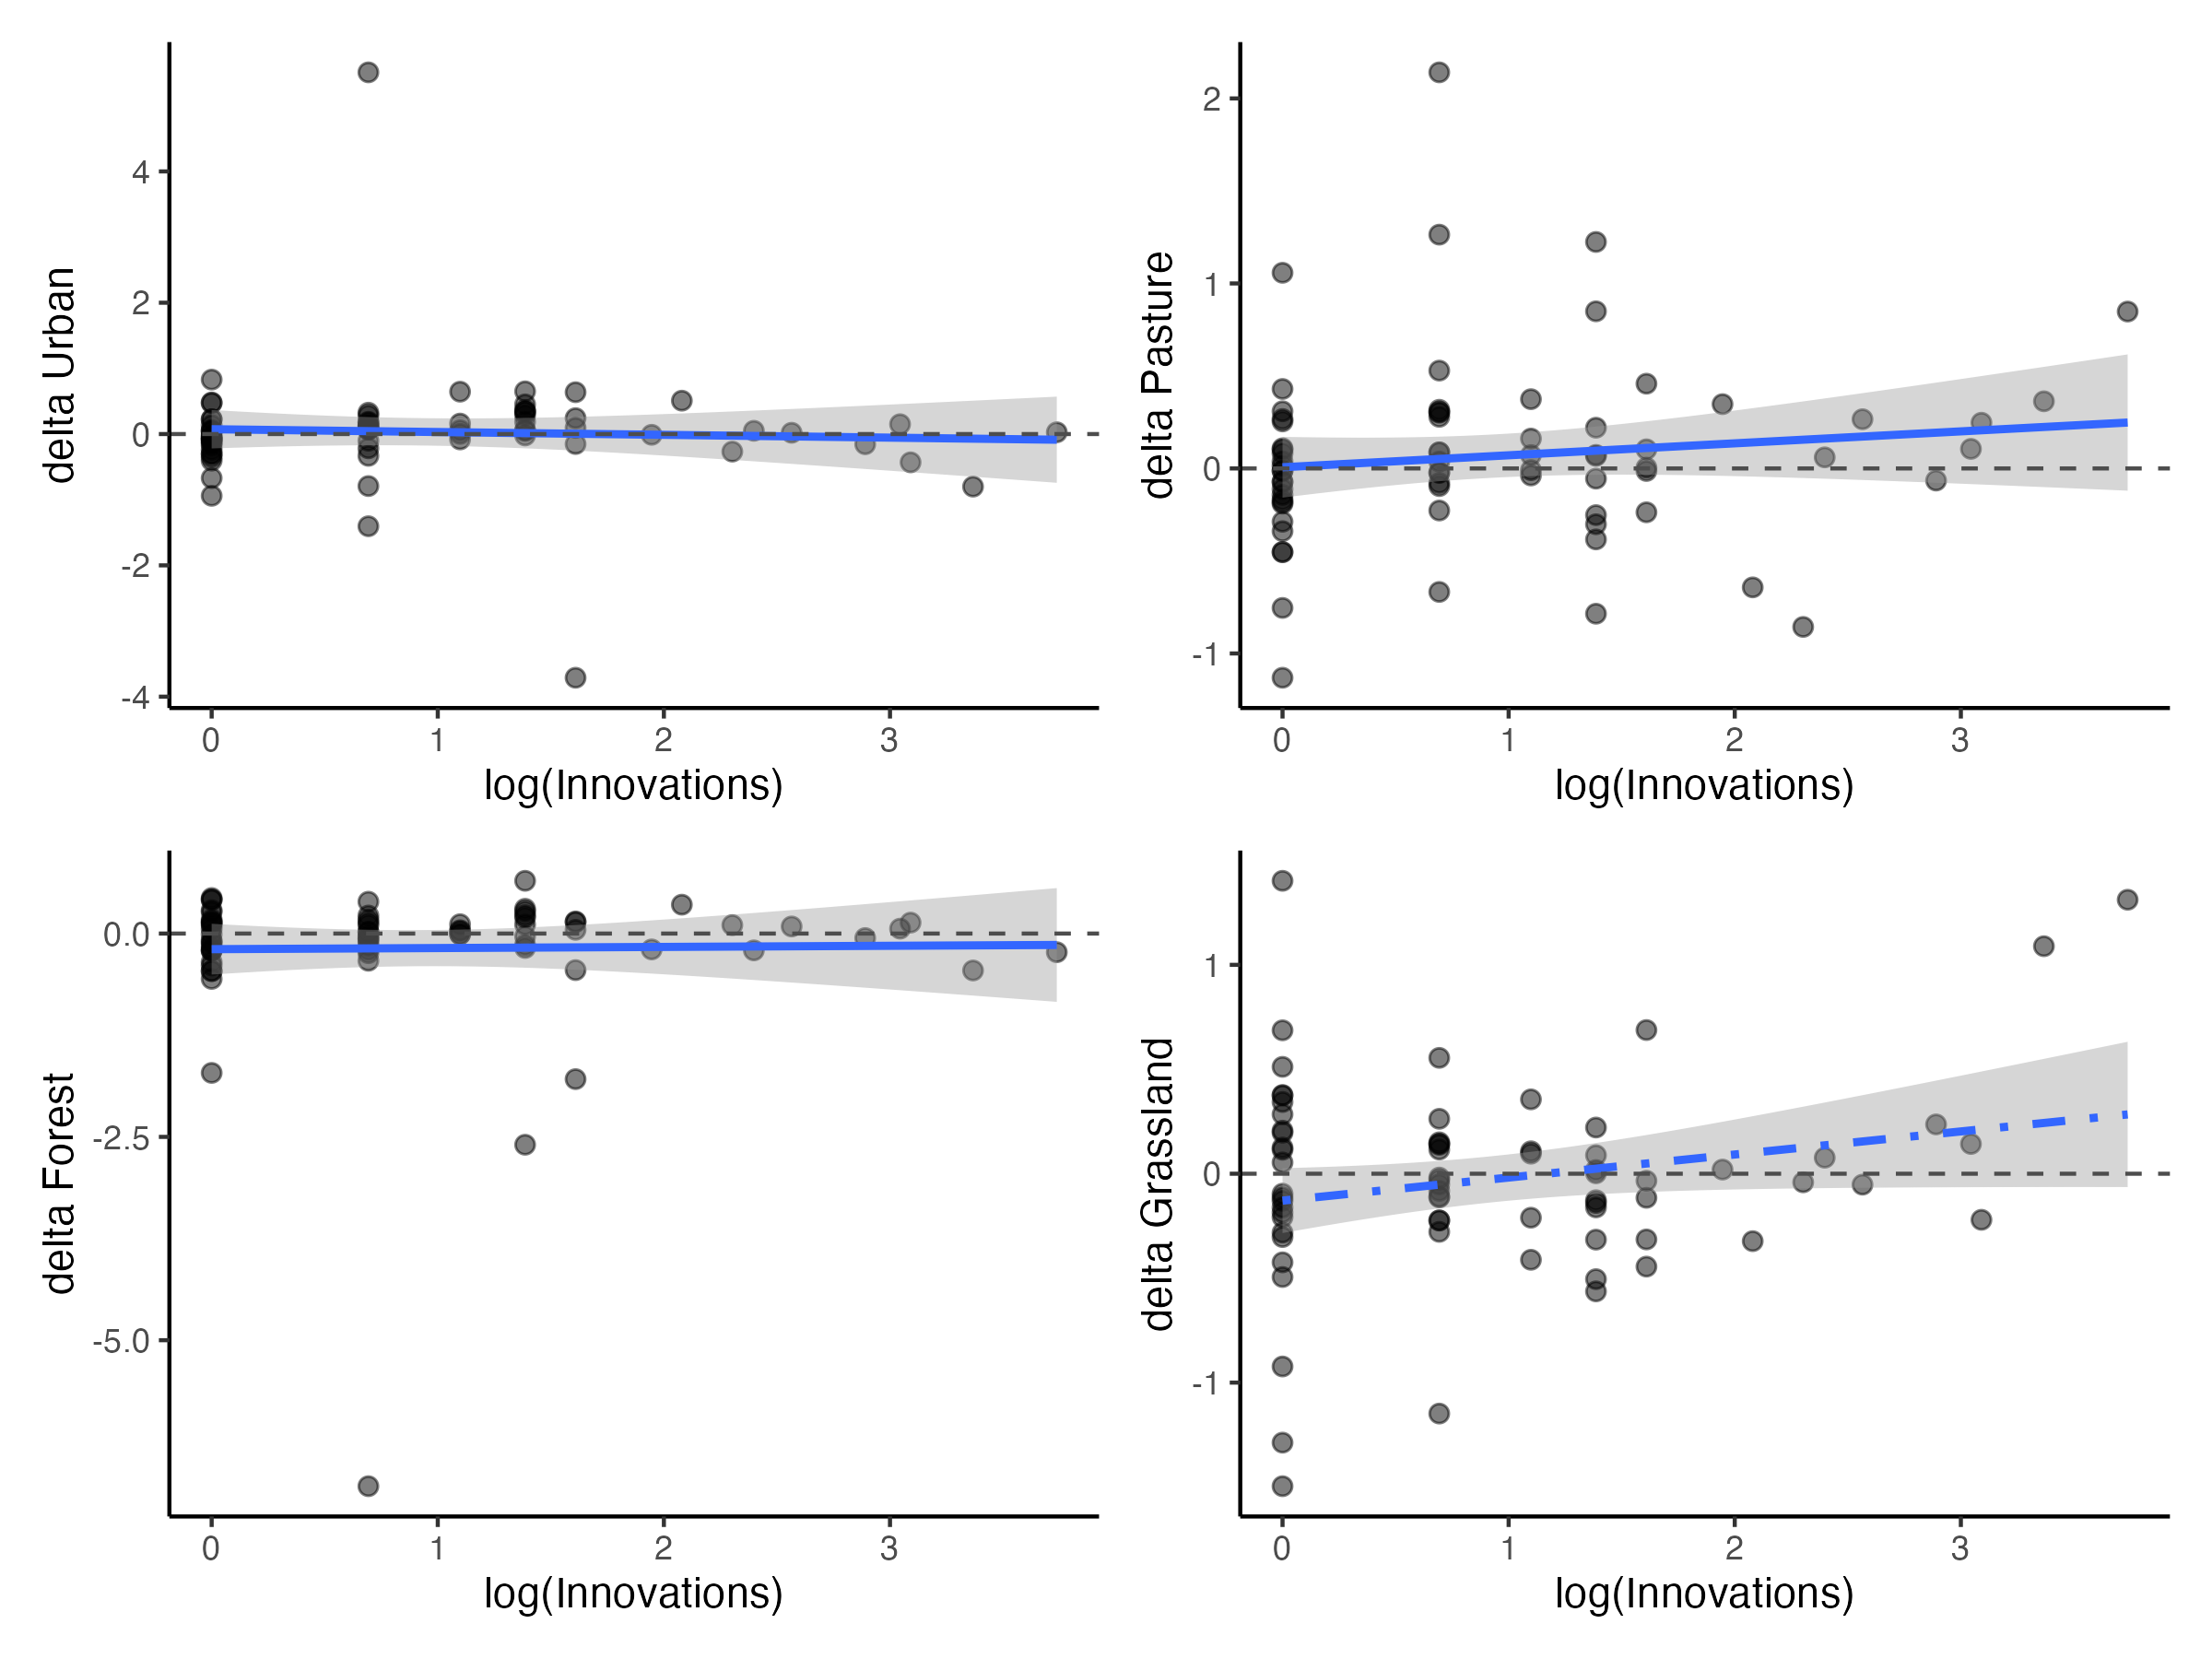 delta Urban
4
2
0
-2
-4
0 1 2 3
log(Innovations)
delta Pasture
2
1
0
-1
0 1 2 3
log(Innovations)
delta Forest
0.0
-2.5
-5.0
0 1 2 3
log(Innovations)
delta Grassland
1
0
-1
0 1 2 3
log(Innovations)